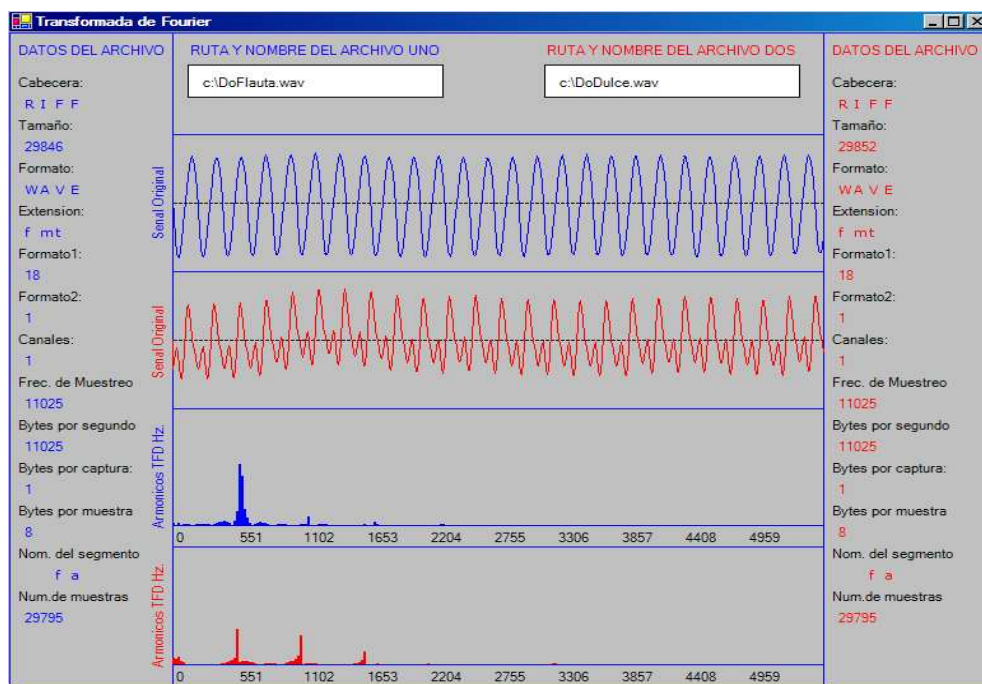 Transformada de Fourier
DATOS DEL ARCHIVO
Cabecera:
R I F F
Tamaño:
29846
Formato:
W A V E
Extension:
f mt
Formato1:
18
Formato2:
1
Canales:
1
Frec. de Muestreo
11025
Bytes por segundo
11025
Bytes por captura:
1
Bytes por muestra
8
Nom. del segmento
f a
Num.de muestras
29795
RUTA Y NOMBRE DEL ARCHIVO UNO
c:\DoFlauta.wav
RUTA Y NOMBRE DEL ARCHIVO DOS
c:\DoDulce.wav
Senal Original
Senal Original
Armonicos TFD Hz.
0 551 1102 1653 2204 2755 3306 3857 4408 4959
Armonicos TFD Hz.
0 551 1102 1653 2204 2755 3306 3857 4408 4959
DATOS DEL ARCHIVO
Cabecera:
R I F F
Tamaño:
29852
Formato:
W A V E
Extension:
f mt
Formato1:
18
Formato2:
1
Canales:
1
Frec. de Muestreo
11025
Bytes por segundo
11025
Bytes por captura:
1
Bytes por muestra
8
Nom. del segmento
f a
Num.de muestras
29795